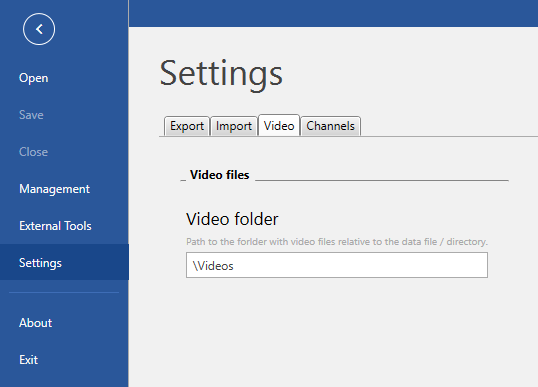 Open
Save
Close
Management
External Tools
Settings
About
Exit
Settings
Export Import Video Channels
Video files
Video folder
Path to the forlder with video files relative to the data file / directory.
\Videos